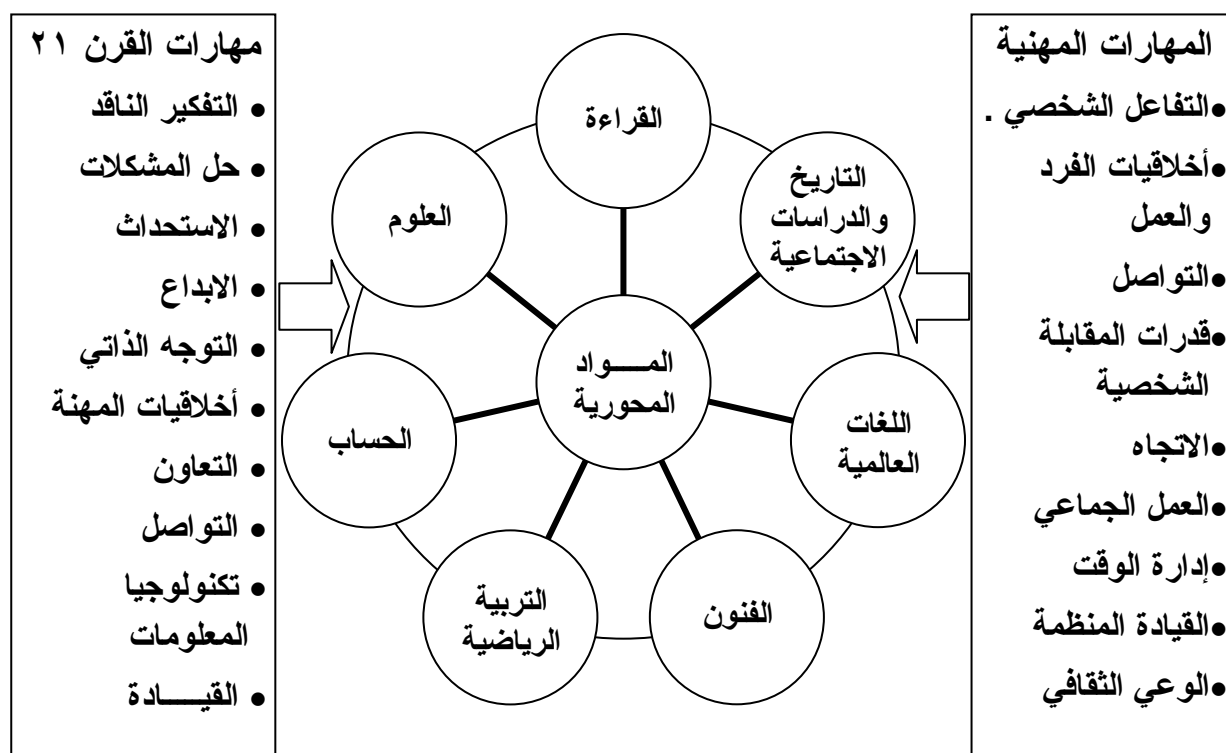 المهارات المهنية
•التفاعل الشخصي .
•أخلاقيات الفرد
والعمل
•التواصل
•قدرات المقابلة
الشخصية
•الاتجاه
•العمل الجماعي
•إدارة الوقت
•القيادة المنظمة
•الوعي الثقافي
القراءة
التاريخ
والدراسات
الاجتماعية
العلوم
المـــواد
المحورية
اللغات
العالمية
الحساب
الفنون
التربية
الرياضية
مهارات القرن ٢١
• التفكير الناقد
• حل المشكلات
• الاستحداث
• الابداع
• التوجه الذاتي
• أخلاقيات المهنة
• التعاون
• التواصل
• تكنولوجيا
المعلومات
• القيـــادة